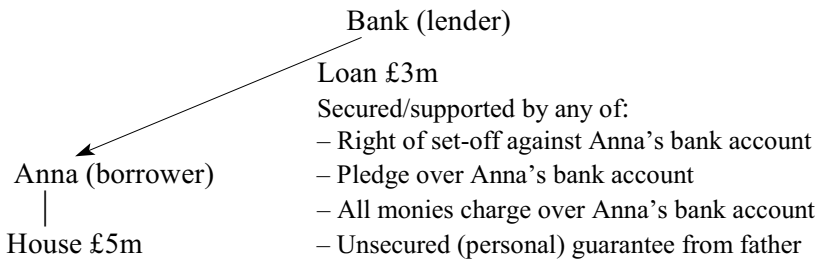 Bank (lender)
Loan £3m
Secured/supported by any of:
– Right of set-off against Anna’s bank account
Anna (borrower)
– Pledge over Anna’s bank account
– All monies charge over Anna’s bank account
House £5m
– Unsecured (personal) guarantee from father